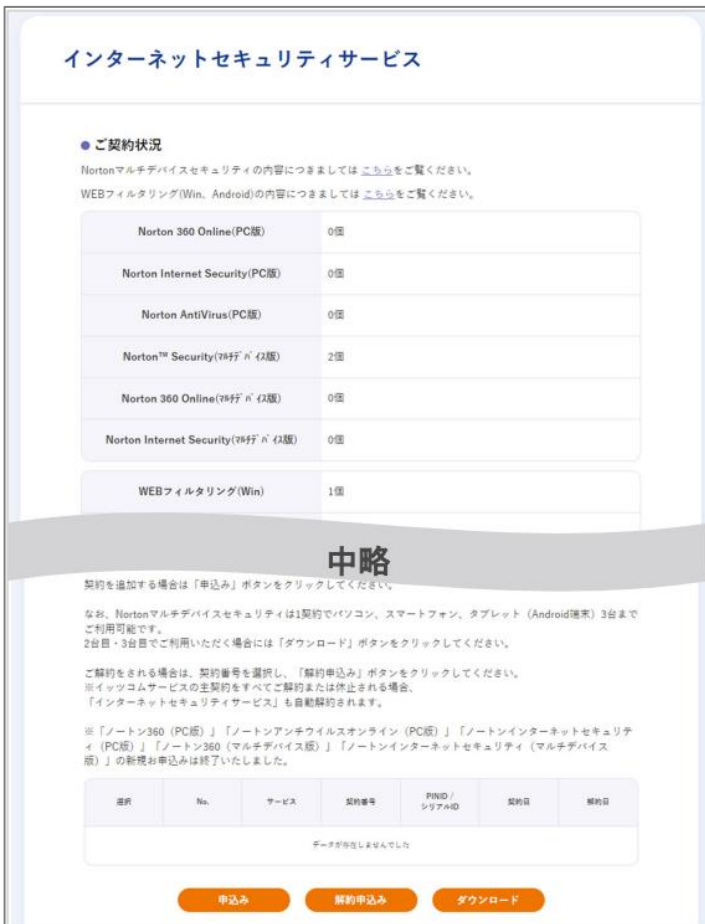 インターネットセキュリティサービス
● ご契約状況
Nortonマルチデバイスセキュリティの内容につきましては こちらをご覧ください。
WEBフィルタリング(Win、Android)の内容につきましては こちらをご覧ください。
Norton 360 Online(PC版) 0個
Norton Internet Security(PC版) 0個
Norton AntiVirus(PC版) 0個
Norton™ Security(ﾏﾙﾁﾃﾞﾊﾞｲｽ版) 2個
Norton 360 Online(ﾏﾙﾁﾃﾞﾊﾞｲｽ版) 0個
Norton Internet Security(ﾏﾙﾁﾃﾞﾊﾞｲｽ版) 0個
WEBフィルタリング(Win) 1個
中略
契約を追加する場合は「申込み」ボタンをクリックしてください。
なお、Nortonマルチデバイスセキュリティは1契約でパソコン、スマートフォン、タブレット（Android端末）3台まで
ご利用可能です。
2台目・3台目でご利用いただく場合には「ダウンロード」ボタンをクリックしてください。
ご解約をされる場合は、契約番号を選択し、「解約申込み」ボタンをクリックしてください。
※イッツコムサービスの主契約をすべてご解約または休止される場合、
「インターネットセキュリティサービス」も自動解約されます。
※「ノートン360（PC版）」「ノートンアンチウイルスオンライン（PC版）」「ノートンインターネットセキュリテ
ィ（PC版）」「ノートン360（マルチデバイス版）」「ノートンインターネットセキュリティ（マルチデバイス
版）」の新規お申込みは終了いたしました。
選択 No. サービス 契約番号 PINID / シリアルID 契約日 解約日
データが存在しませんでした
申込み 解約申込み ダウンロード